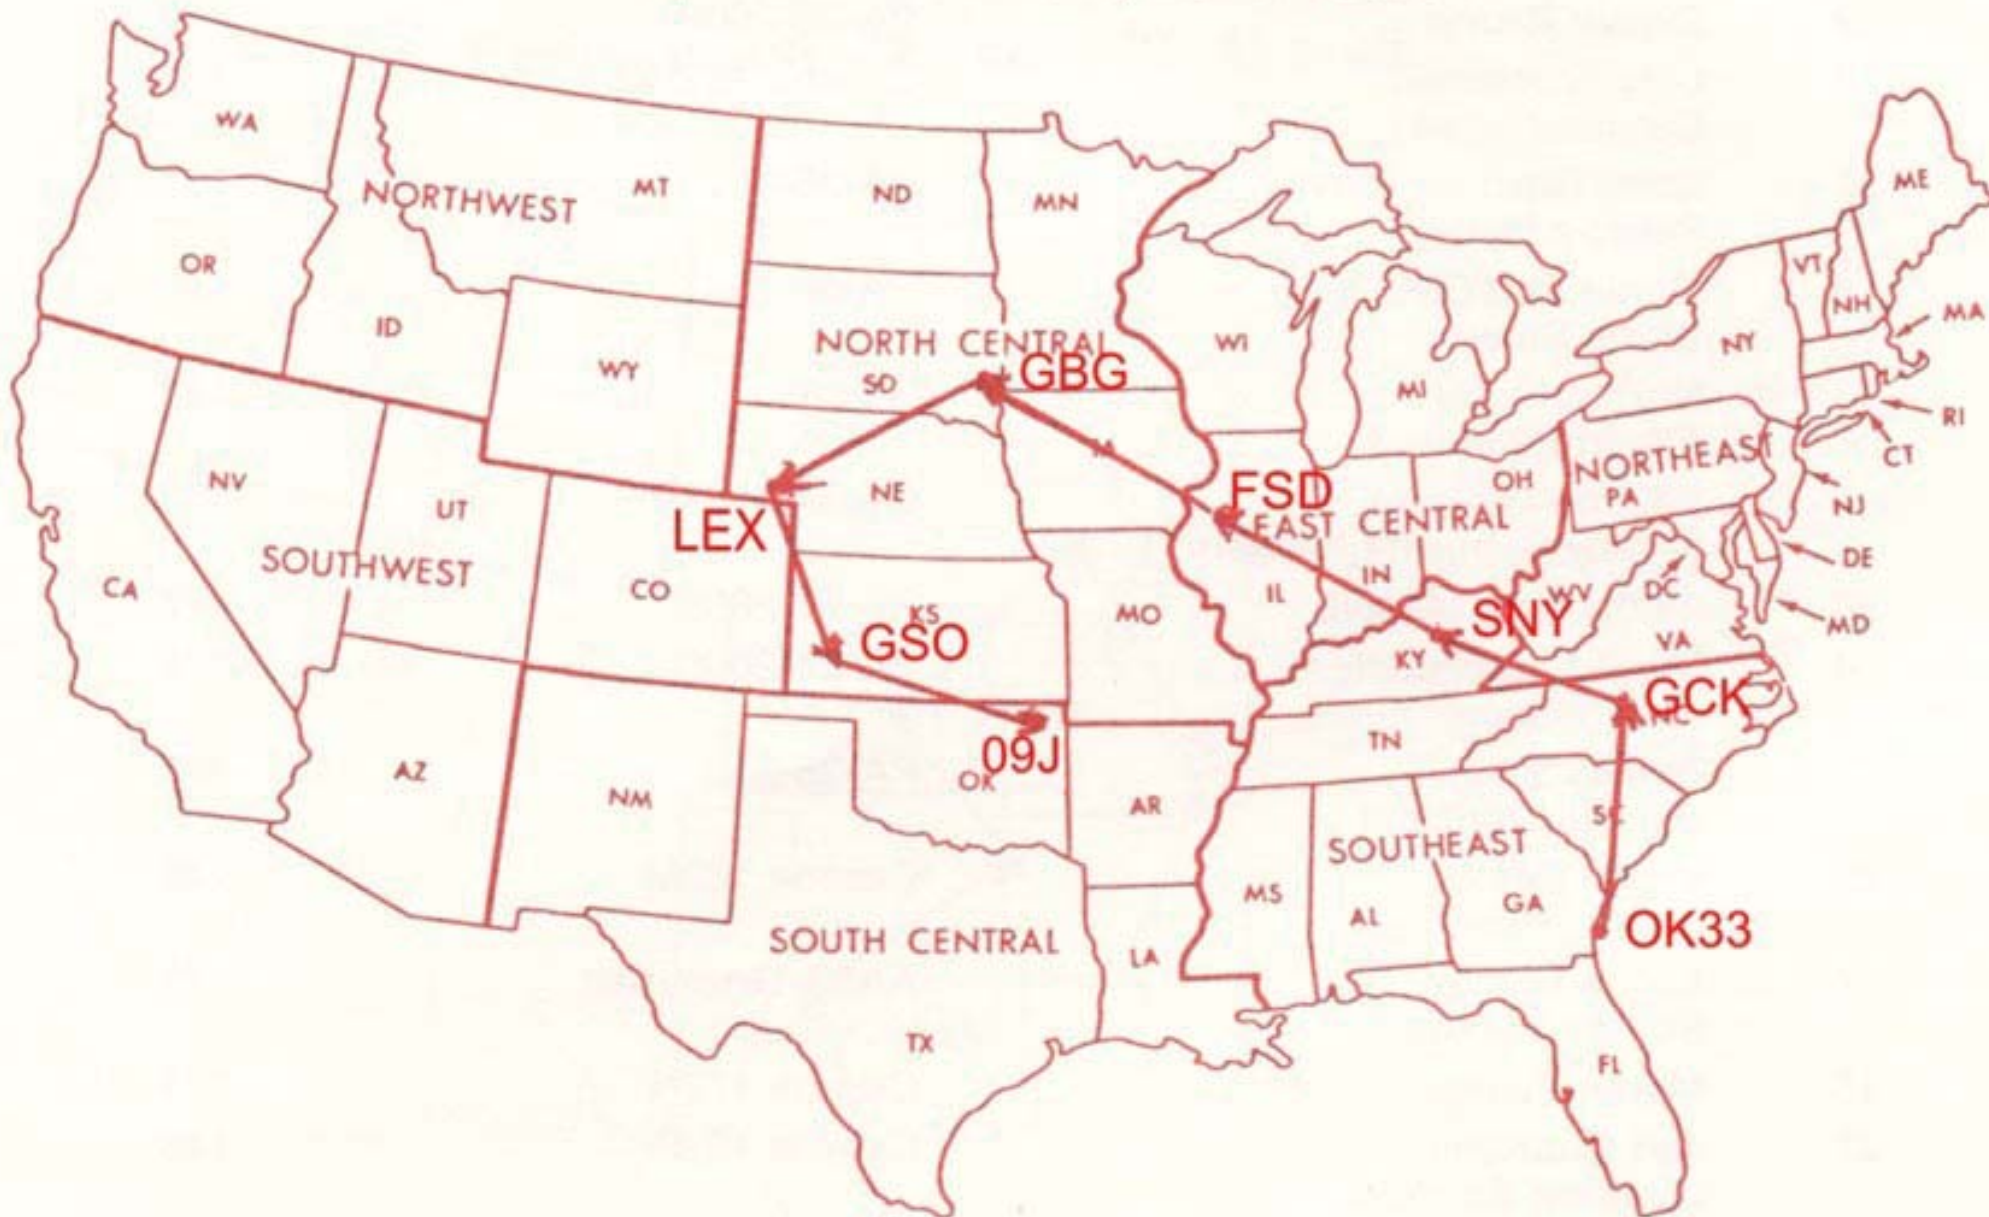 WA
NORTHWEST
MT
ND
MN
ME
OR
ID
WY
NORTH CENTRAL
SD
GBG
WI
MI
NY
VT
NH
MA
RI
CT
NJ
DE
MD
NV
UT
NE
IA
FSD
EAST CENTRAL
OH
NORTHEAST
PA
LEX
SOUTHWEST
CA
CO
KS
GSO
MO
IL
IN
WV
DC
VA
SNY
KY
GCK
NC
09J
OK
TN
AZ
NM
AR
SC
SOUTHEAST
MS
AL
GA
OK33
SOUTH CENTRAL
LA
TX
FL